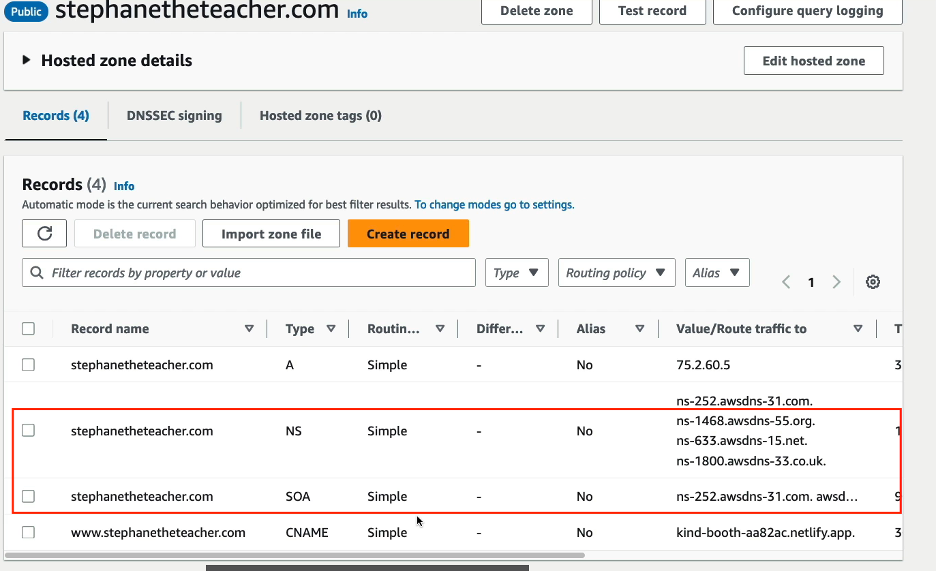 Public stephanetheteacher.com Info Delete zone Test record Configure query logging
Hosted zone details Edit hosted zone
Records (4) DNSSEC signing Hosted zone tags (0)
Records (4) Info
Automatic mode is the current search behavior optimized for best filter results. To change modes go to settings.
Delete record Import zone file Create record
Filter records by property or value Type Routing policy Alias 1
Record name Type Routin... Differ... Alias Value/Route traffic to T
stephanetheteacher.com A Simple - No 75.2.60.5 3
ns-252.awsdns-31.com.
ns-1468.awsdns-55.org.
stephanetheteacher.com NS Simple - No 1
ns-633.awsdns-15.net.
ns-1800.awsdns-33.co.uk.
stephanetheteacher.com SOA Simple - No ns-252.awsdns-31.com. awsd... 9
www.stephanetheteacher.com CNAME Simple - No kind-booth-aa82ac.netlify.app. 3